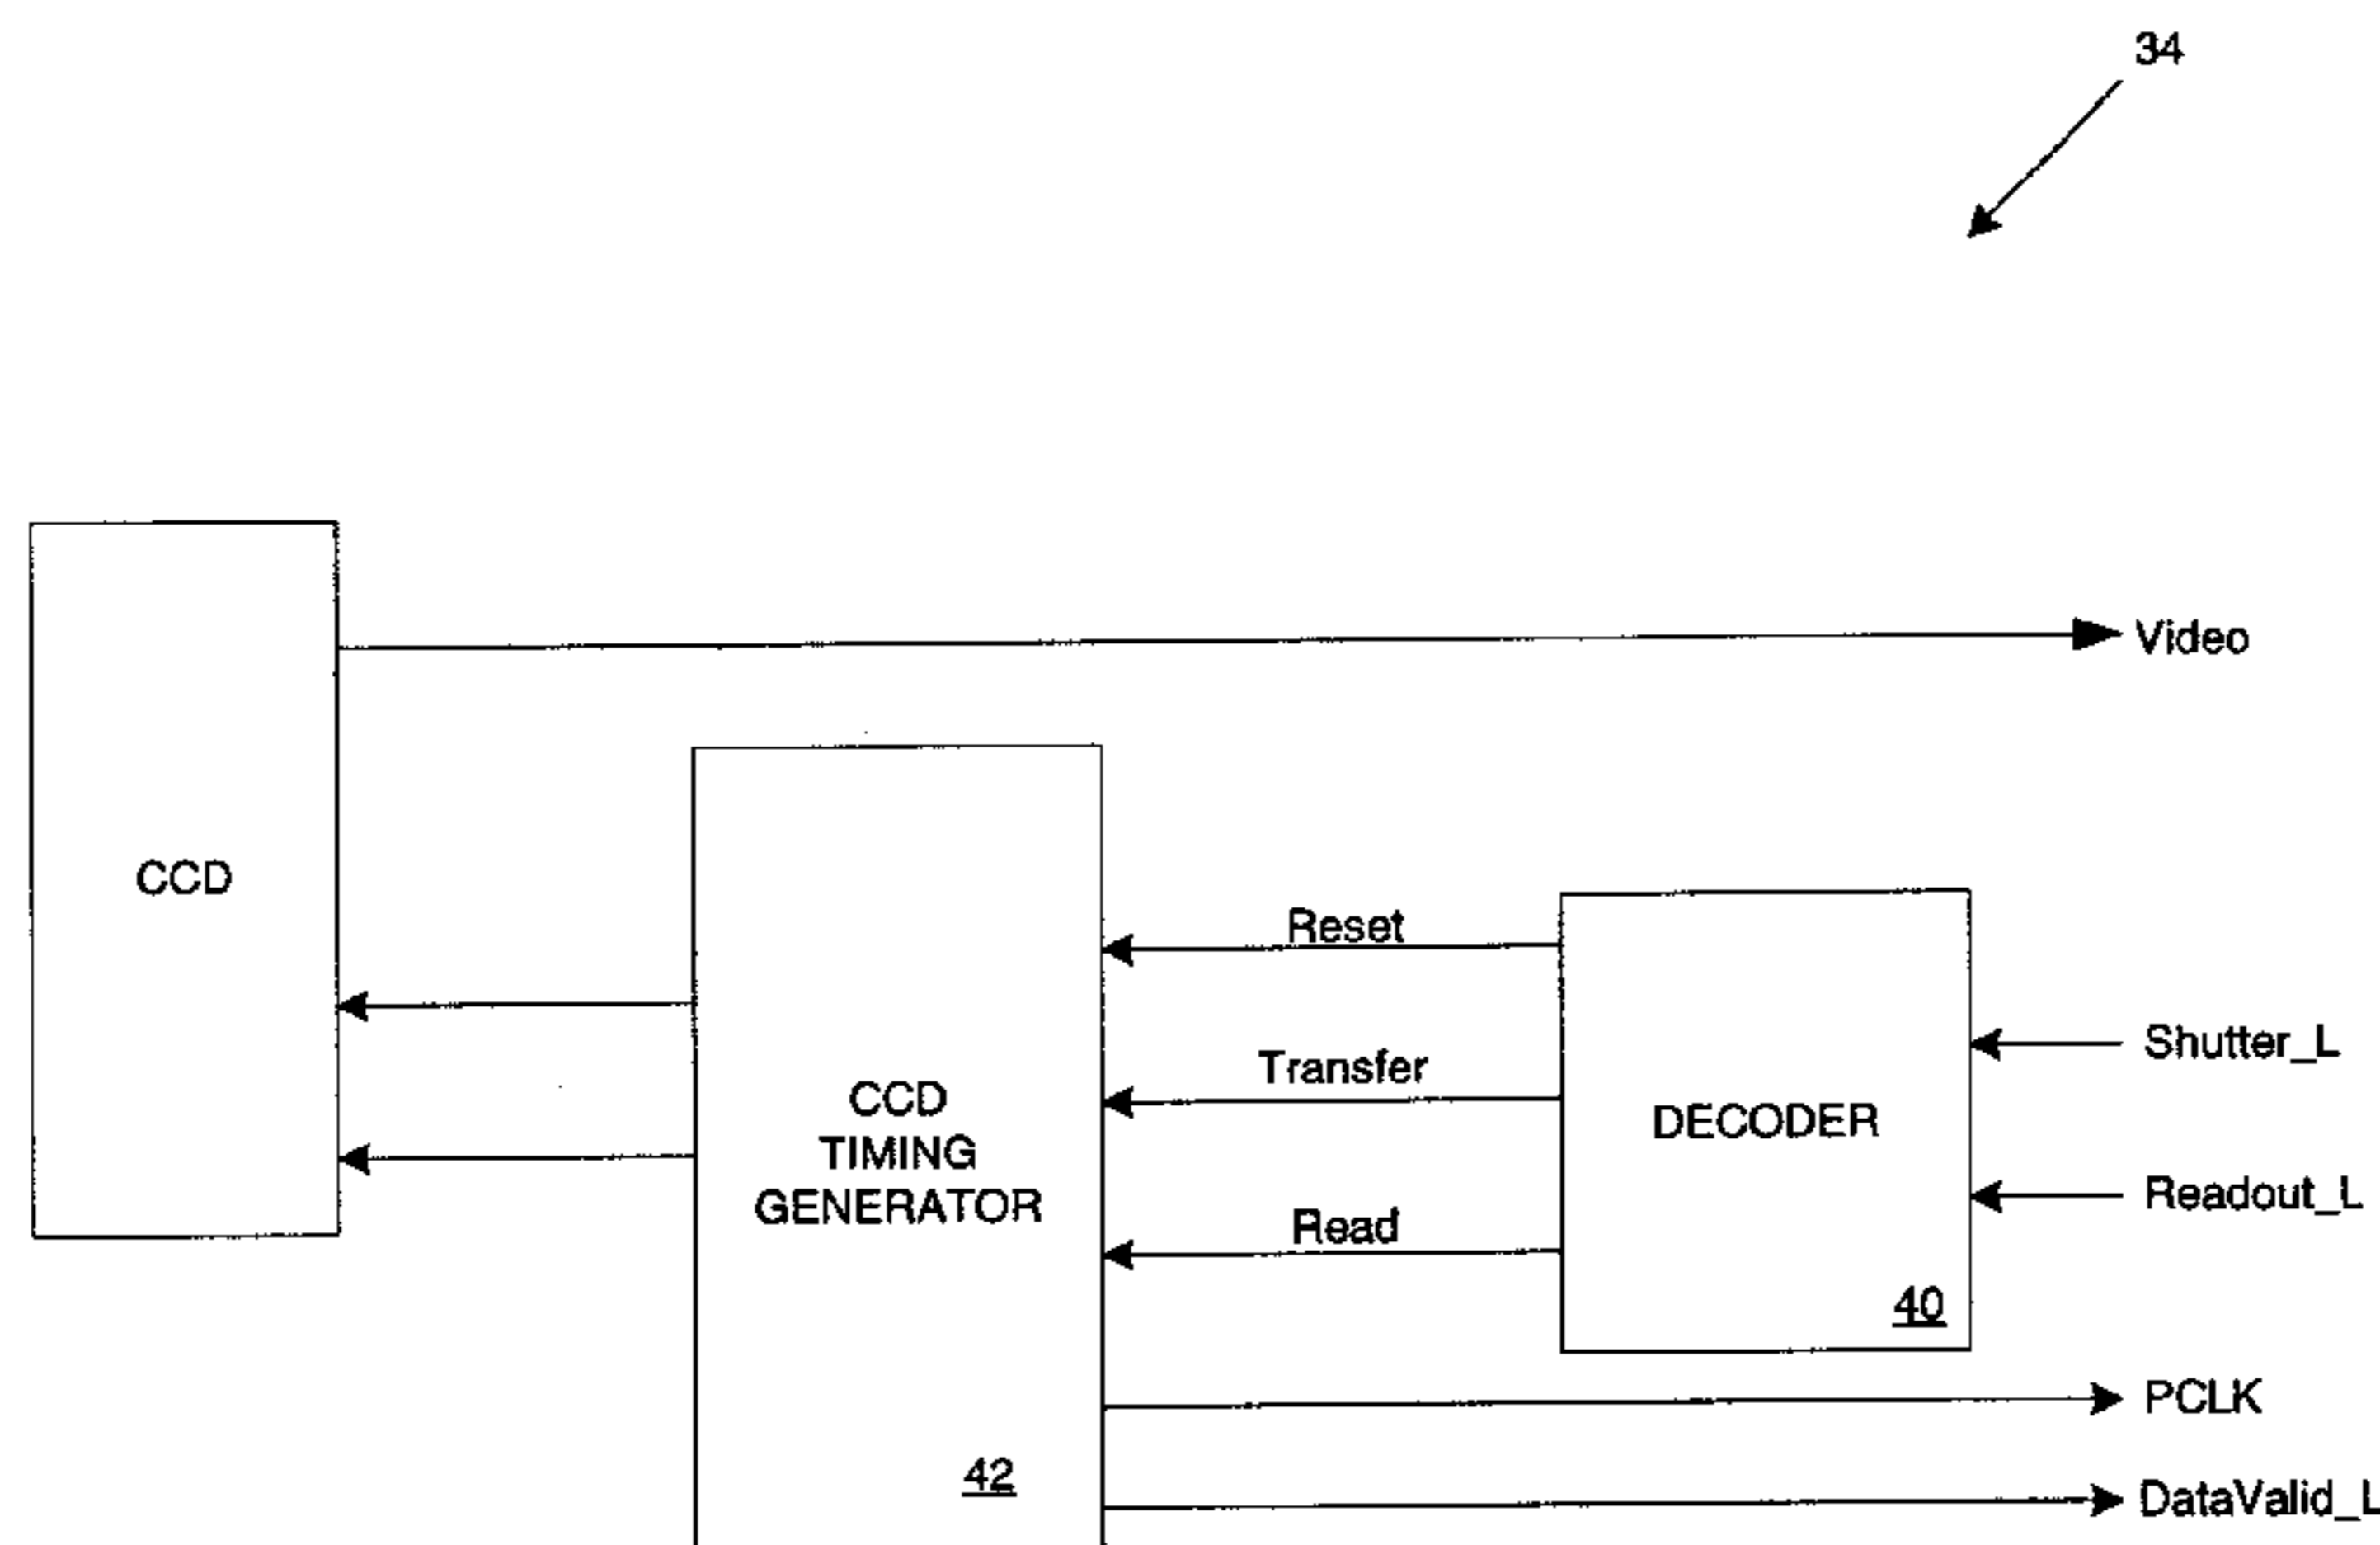 34
Video
CCD
Reset
Transfer
Read
CCD
TIMING
GENERATOR
42
DECODER
40
Shutter_L
Readout_L
PCLK
DataValid_L